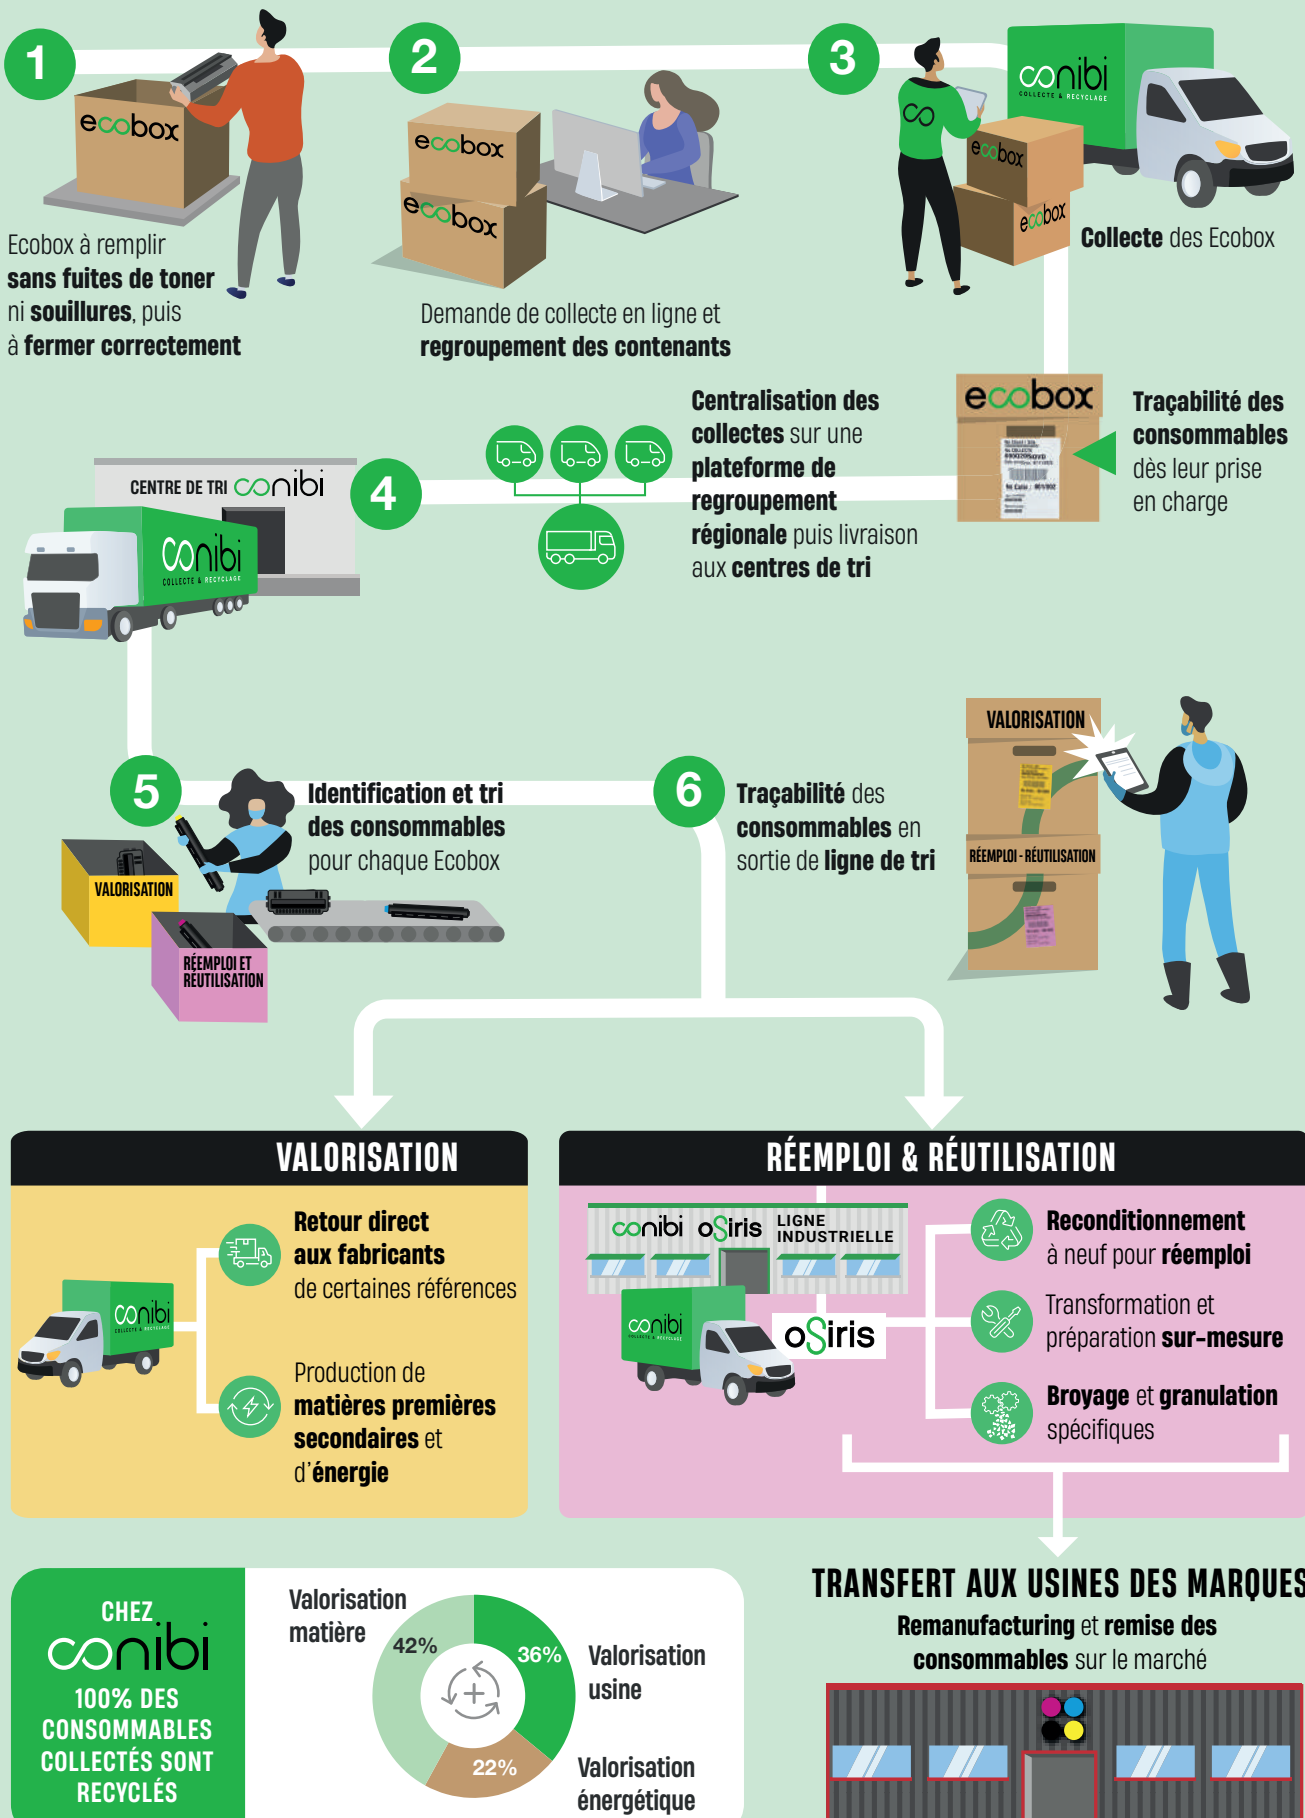 1
ecobox
Ecobox à remplir
sans fuites de toner
ni souillures, puis
à fermer correctement
2
ecobox
ecobox
Demande de collecte en ligne et
regroupement des contenants
3
conibi
COLLECTE & RECYCLAGE
ecobox
ecobox
Collecte des Ecobox
ecobox
Traçabilité des
consommables
dès leur prise
en charge
Centralisation des
collectes sur une
plateforme de
regroupement
régionale puis livraison
aux centres de tri
4
CENTRE DE TRI conibi
conibi
COLLECTE & RECYCLAGE
5
Identification et tri
des consommables
pour chaque Ecobox
VALORISATION
RÉEMPLOI ET
RÉUTILISATION
6
Traçabilité des
consommables en
sortie de ligne de tri
VALORISATION
RÉEMPLOI - RÉUTILISATION
VALORISATION
conibi
COLLECTE & RECYCLAGE
Retour direct
aux fabricants
de certaines références
Production de
matières premières
secondaires et
d'énergie
RÉEMPLOI & RÉUTILISATION
conibi osiris LIGNE
INDUSTRIELLE
conibi
COLLECTE & RECYCLAGE
osiris
Reconditionnement
à neuf pour réemploi
Transformation et
préparation sur-mesure
Broyage et granulation
spécifiques
CHEZ
conibi
100% DES
CONSOMMABLES
COLLECTÉS SONT
RECYCLÉS
Valorisation
matière
42%
36%
Valorisation
usine
22%
Valorisation
énergétique
TRANSFERT AUX USINES DES MARQUES
Remanufacturing et remise des
consommables sur le marché